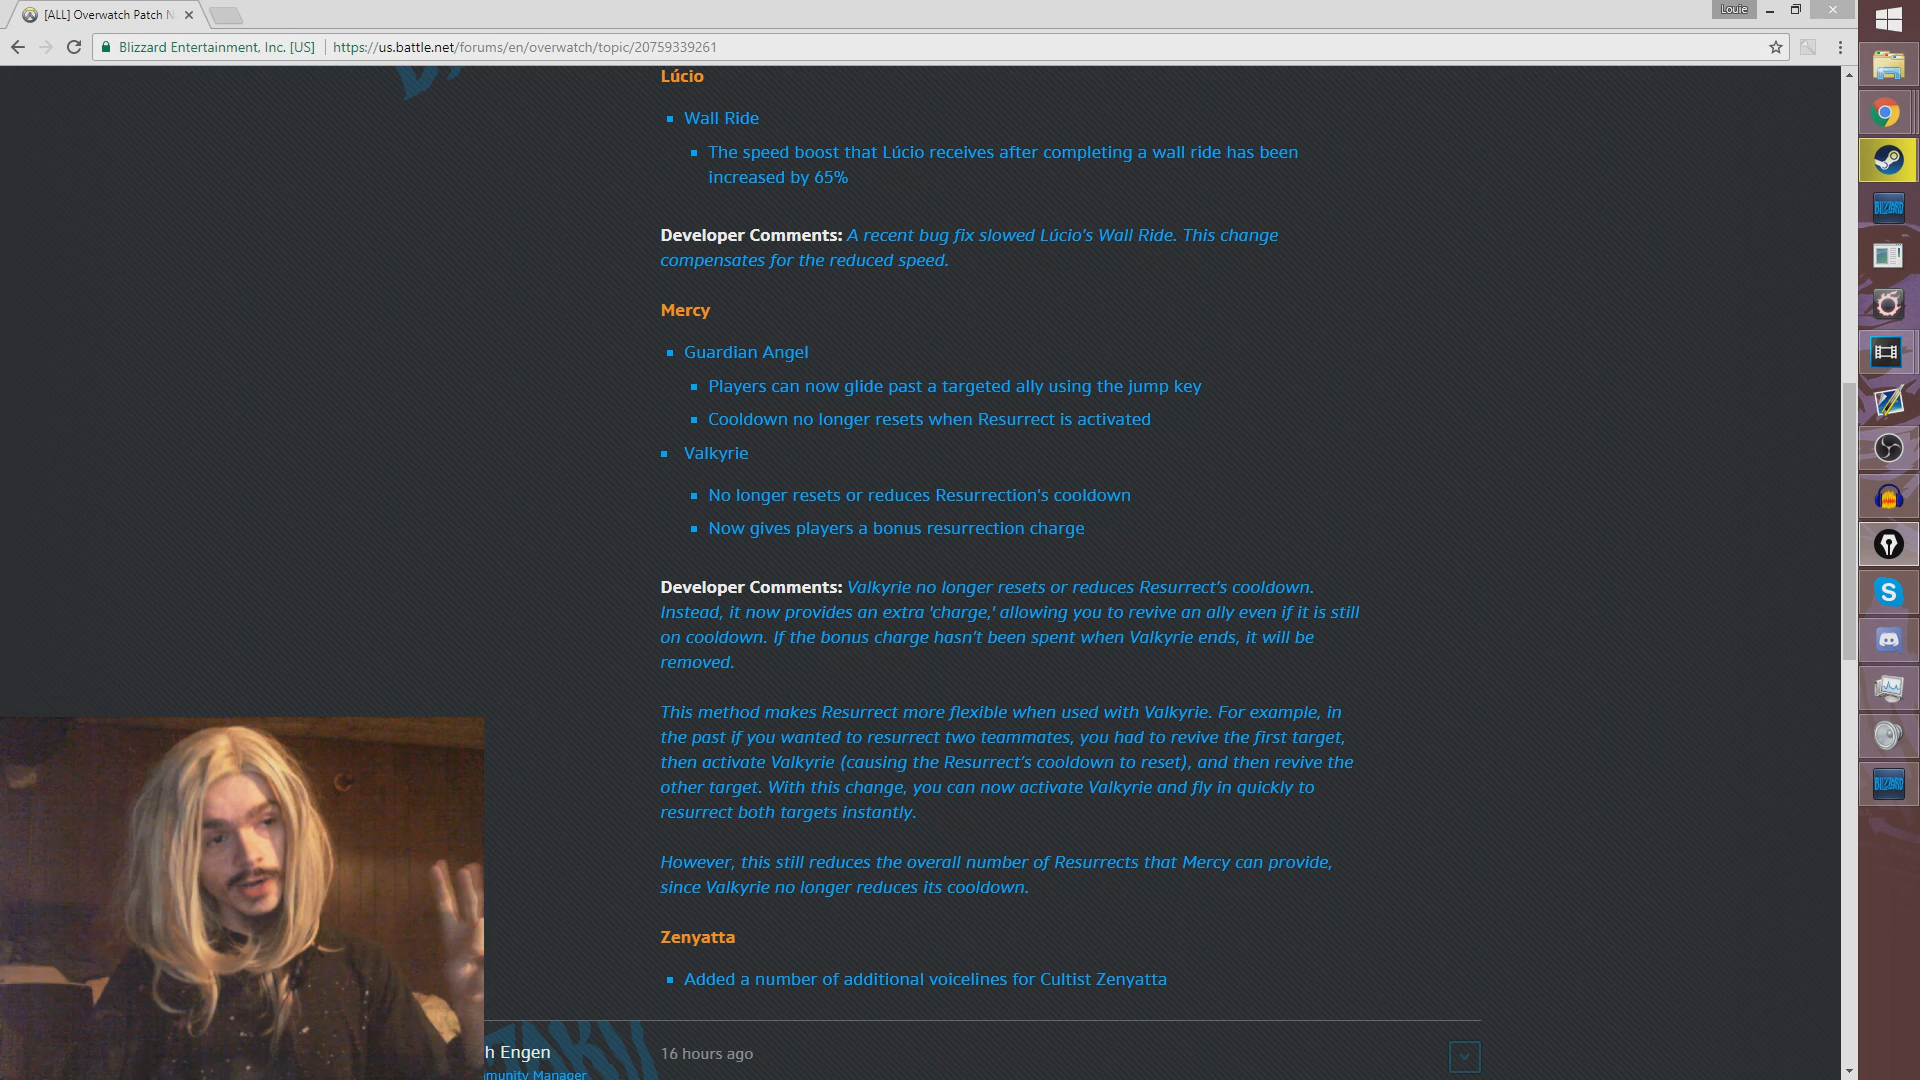 [ALL] Overwatch Patch N
Louie
Blizzard Entertainment, Inc. [US]
https://us.battle.net/forums/en/overwatch/topic/20759339261
Lúcio
Wall Ride
The speed boost that Lúcio receives after completing a wall ride has been
increased by 65%
Developer Comments: A recent bug fix slowed Lúcio's Wall Ride. This change
compensates for the reduced speed.
Mercy
Guardian Angel
Players can now glide past a targeted ally using the jump key
Cooldown no longer resets when Resurrect is activated
Valkyrie
No longer resets or reduces Resurrection's cooldown
Now gives players a bonus resurrection charge
Developer Comments: Valkyrie no longer resets or reduces Resurrect's cooldown.
Instead, it now provides an extra 'charge,' allowing you to revive an ally even if it is still
on cooldown. If the bonus charge hasn't been spent when Valkyrie ends, it will be
removed.
This method makes Resurrect more flexible when used with Valkyrie. For example, in
the past if you wanted to resurrect two teammates, you had to revive the first target,
then activate Valkyrie (causing the Resurrect's cooldown to reset), and then revive the
other target. With this change, you can now activate Valkyrie and fly in quickly to
resurrect both targets instantly.
However, this still reduces the overall number of Resurrects that Mercy can provide,
since Valkyrie no longer reduces its cooldown.
Zenyatta
Added a number of additional voicelines for Cultist Zenyatta
h Engen
16 hours ago
munity Manager
BLIZZARD
BLIZZARD